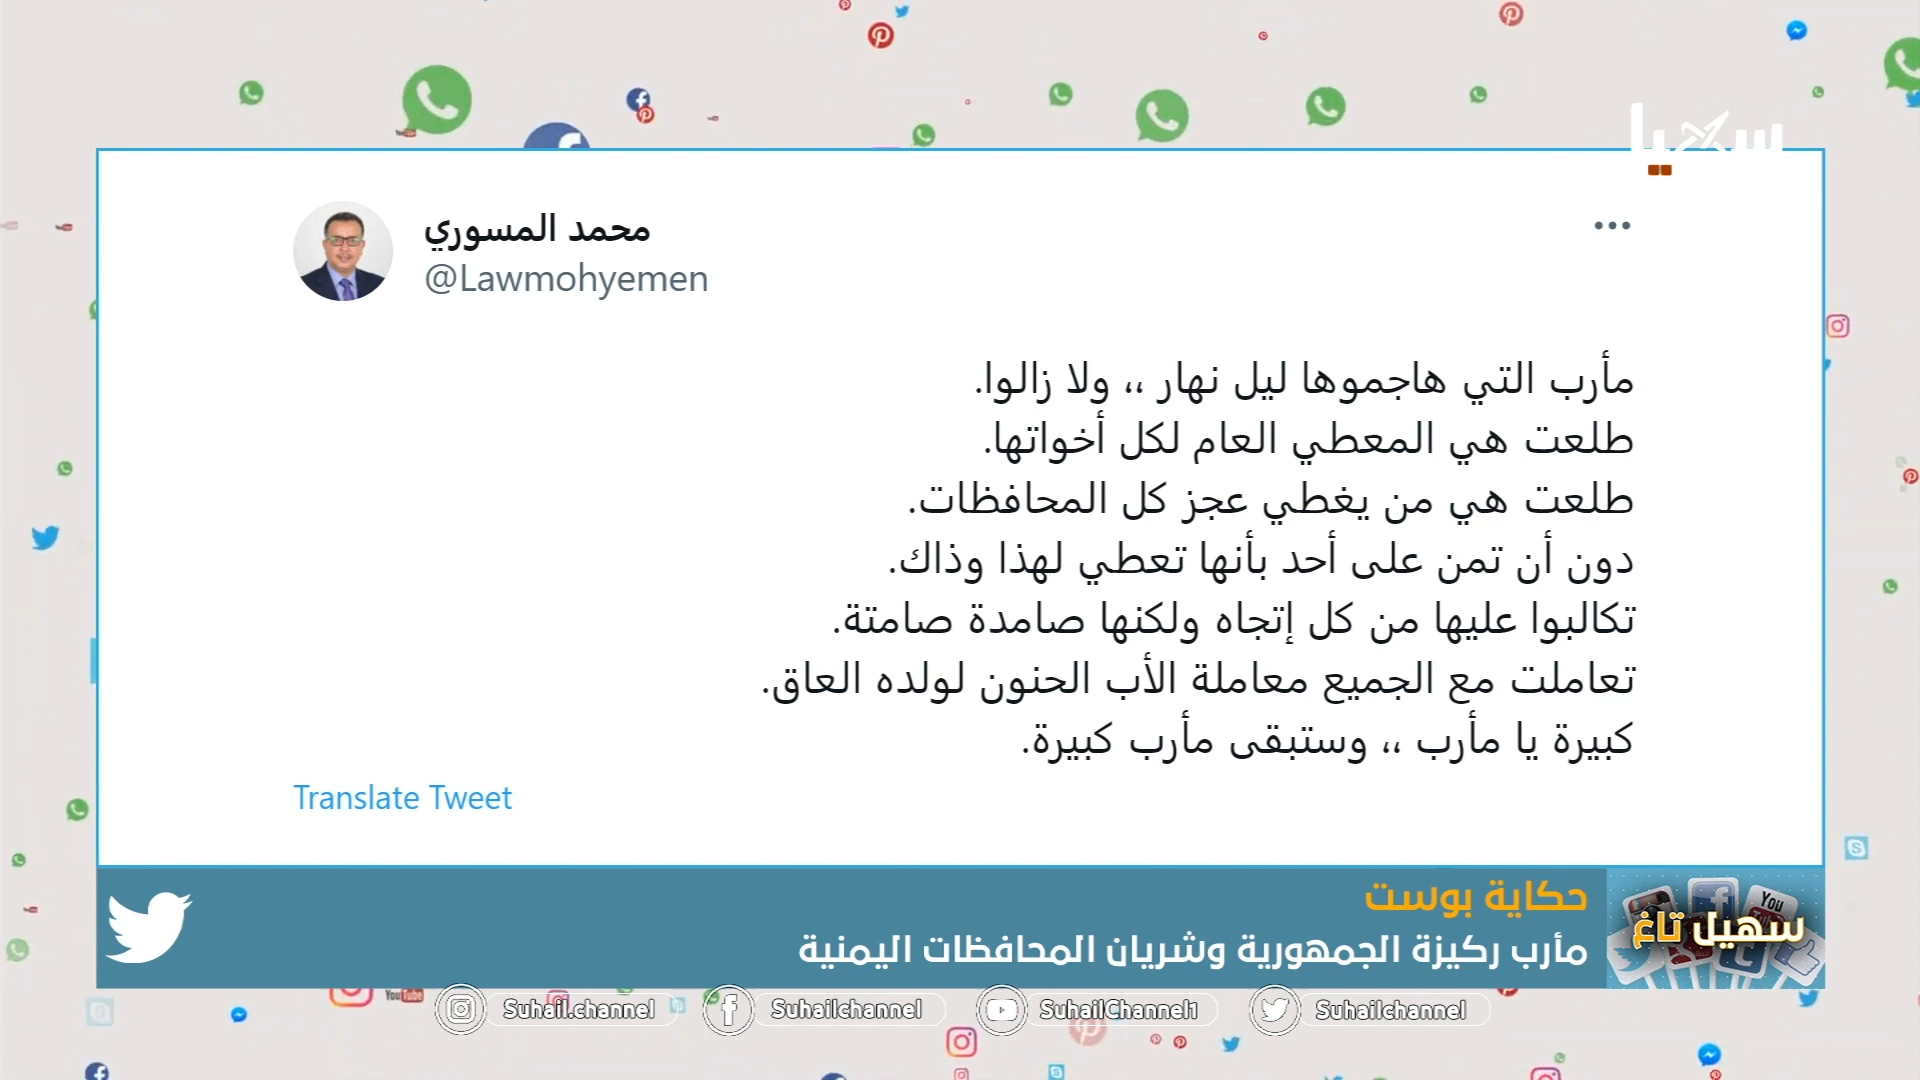 سهيل
محمد المسوري
@Lawmohyemen
مأرب التي هاجموها ليل نهار ،، ولا زالوا.
طلعت هي المعطي العام لكل أخواتها.
طلعت هي من يغطي عجز كل المحافظات.
دون أن تمن على أحد بأنها تعطي لهذا وذاك.
تكالبوا عليها من كل إتجاه ولكنها صامدة صامتة.
تعاملت مع الجميع معاملة الأب الحنون لولده العاق.
كبيرة يا مأرب ،، وستبقى مأرب كبيرة.
Translate Tweet
حكاية بوست
مأرب ركيزة الجمهورية وشريان المحافظات اليمنية
سهيل تاغ
Suhail.channel
Suhailchannel
SuhailChannel1
Suhailchannel